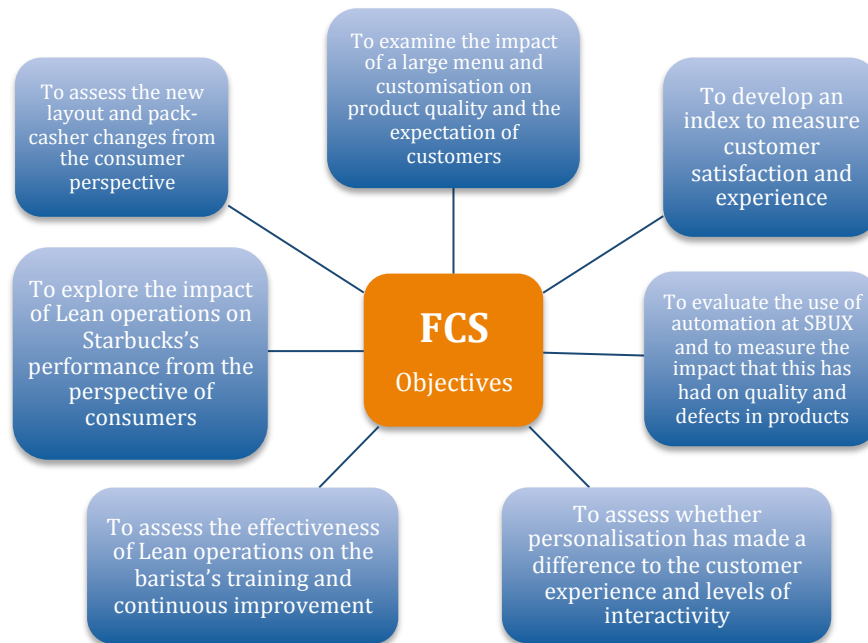 To examine the impact
of a large menu and
customisation on
product quality and the
expectation of
customers
To assess the new
layout and pack-
casher changes from
the consumer
perspective
To develop an
index to measure
customer
satisfaction and
experience
To explore the impact
of Lean operations on
Starbucks's
performance from the
perspective of
consumers
FCS
Objectives
To evaluate the use of
automation at SBUX
and to measure the
impact that this has
had on quality and
defects in products
To assess the effectiveness
of Lean operations on the
barista's training and
continuous improvement
To assess whether
personalisation has made a
difference to the customer
experience and levels of
interactivity